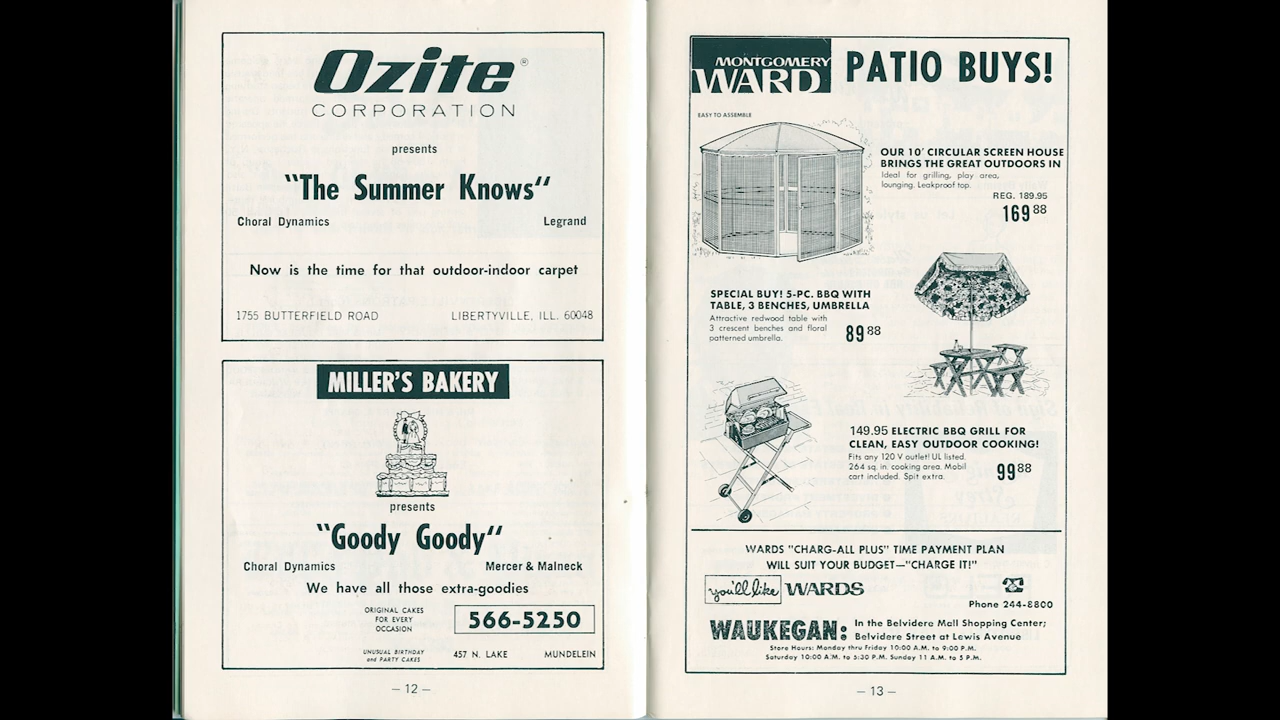 Ozite®
CORPORATION
presents
"The Summer Knows"
Choral Dynamics Legrand
Now is the time for that outdoor-indoor carpet
1755 BUTTERFIELD ROAD LIBERTYVILLE, ILL. 60048
MILLER'S BAKERY
presents
"Goody Goody"
Choral Dynamics Mercer & Malneck
We have all those extra-goodies
ORIGINAL CAKES
FOR EVERY
OCCASION
566-5250
UNUSUAL BIRTHDAY
and PARTY CAKES
457 N. LAKE MUNDELEIN
— 12 —
MONTGOMERY
WARD
PATIO BUYS!
EASY TO ASSEMBLE
OUR 10' CIRCULAR SCREEN HOUSE
BRINGS THE GREAT OUTDOORS IN
Ideal for grilling, play area,
lounging. Leakproof top.
REG. 189.95
169 88
SPECIAL BUY! 5-PC. BBQ WITH
TABLE, 3 BENCHES, UMBRELLA
Attractive redwood table with
3 crescent benches and floral
patterned umbrella.
89 88
149.95 ELECTRIC BBQ GRILL FOR
CLEAN, EASY OUTDOOR COOKING!
Fits any 120 V outlet! UL listed.
264 sq. in. cooking area. Mobil
cart included. Spit extra.
99 88
WARDS "CHARG-ALL PLUS" TIME PAYMENT PLAN
WILL SUIT YOUR BUDGET—"CHARGE IT!"
you'll like WARDS
Phone 244-8800
WAUKEGAN:
In the Belvidere Mall Shopping Center;
Belvidere Street at Lewis Avenue
Store Hours: Monday thru Friday 10:00 A.M. to 9:00 P.M.
Saturday 10:00 A.M. to 5:30 P.M. Sunday 11 A.M. to 5 P.M.
— 13 —